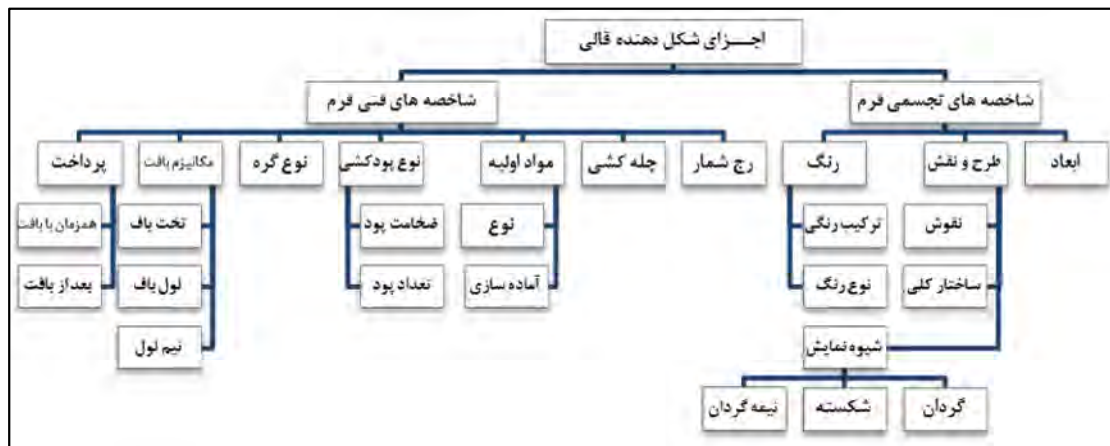 اجـــزای شکل دهنده قالی
شاخصه های تجسمی فرم
شاخصه های فنی فرم
ابعاد
طرح و نقش
رنگ
رج شمار
چله کشی
مواد اولیه
نوع پودکشی
نوع گره
مکانیزم بافت
پرداخت
نقوش
ترکیب رنگی
نوع
ضخامت پود
تخت باف
همزمان با بافت
ساختار کلی
نوع رنگ
آماده سازی
تعداد پود
لول باف
بعد از بافت
شیوه نمایش
نیم لول
گردان
شکسته
نیمه گردان